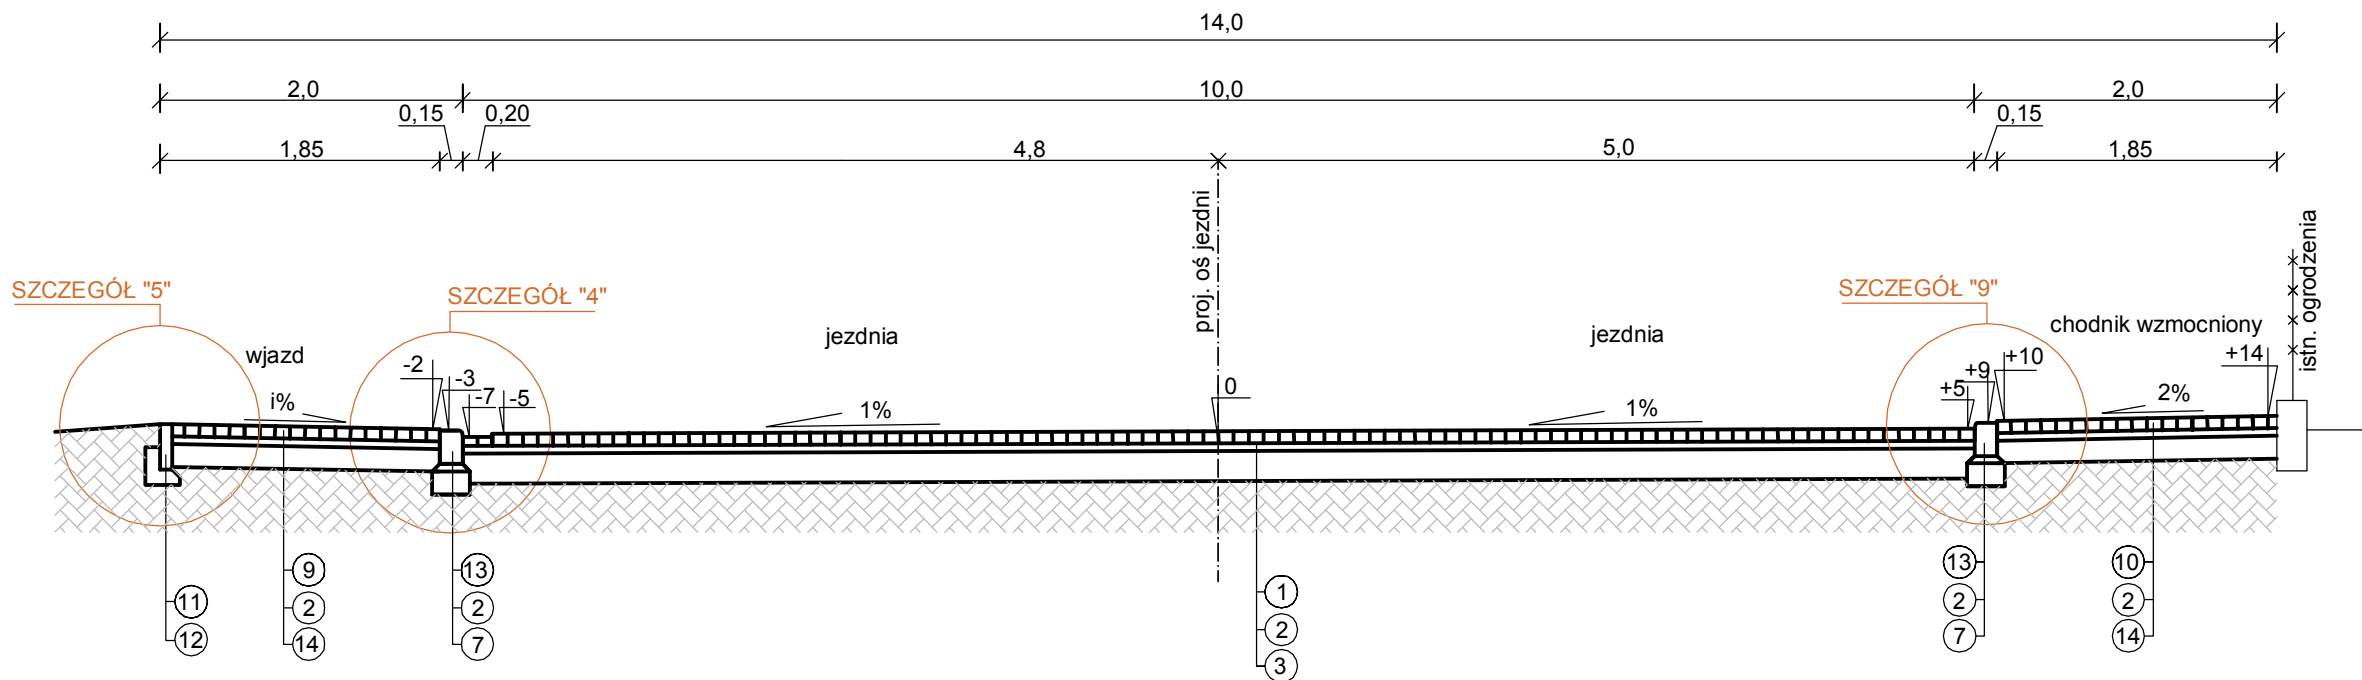 14,0
2,0 10,0 2,0
0,15 0,20 0,15
1,85 4,8 5,0 1,85
proj. oś jezdni
istn. ogrodzenia
SZCZEGÓŁ "5" SZCZEGÓŁ "4" SZCZEGÓŁ "9"
wjazd jezdnia jezdnia chodnik wzmocniony
-2 -3 -7 -5 0 +5 +9 +10 +14
i% 1% 1% 2%
11
12
9
2
14
13
2
7
1
2
3
13
2
7
10
2
14